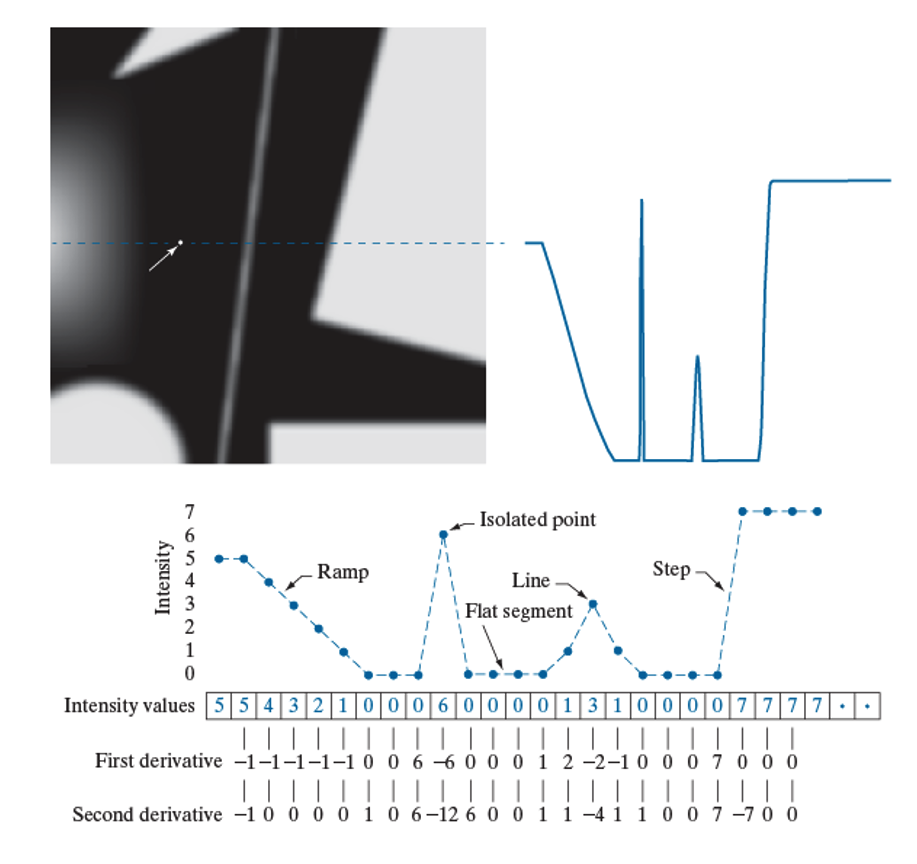 7
6
Isolated point
5
Ramp
4
Line
Step
3
Flat segment
2
1
0
Intensity
Intensity values 5 5 4 3 2 1 0 0 0 6 0 0 0 0 1 3 1 0 0 0 0 7 7 7 7 · ·
First derivative −1 −1 −1 −1 −1 0 0 6 −6 0 0 0 1 2 −2 −1 0 0 0 7 0 0 0
Second derivative −1 0 0 0 0 1 0 6 −12 6 0 0 1 1 −4 1 1 0 0 7 −7 0 0